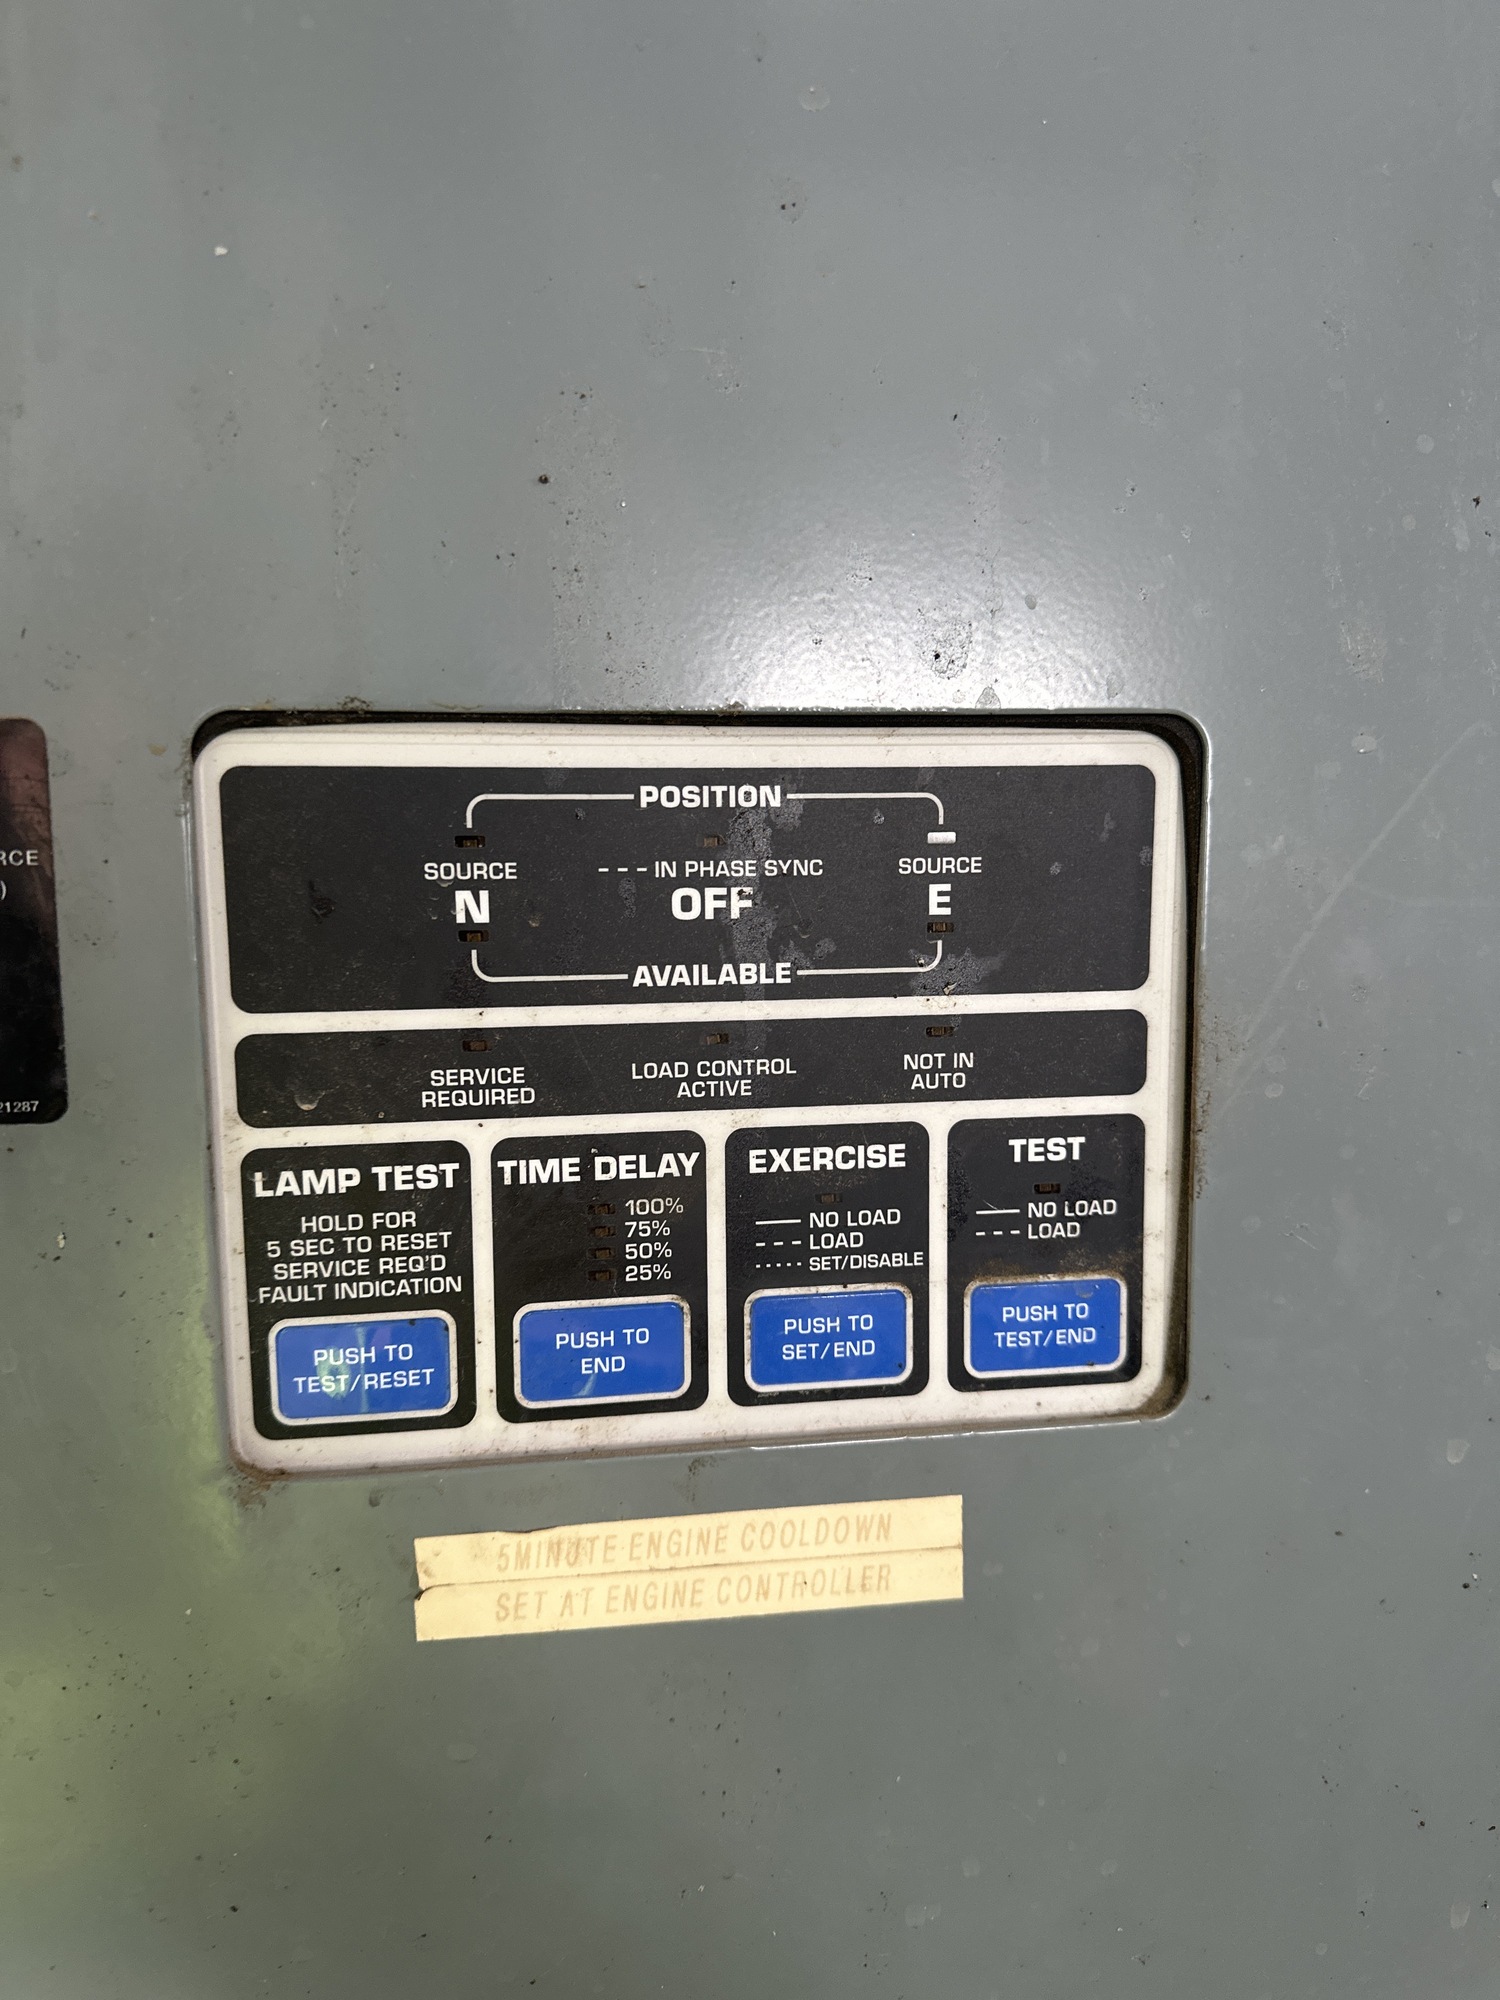 RCE
)
21287
POSITION
SOURCE
N
--- IN PHASE SYNC
OFF
SOURCE
E
AVAILABLE
SERVICE
REQUIRED
LOAD CONTROL
ACTIVE
NOT IN
AUTO
LAMP TEST
HOLD FOR
5 SEC TO RESET
SERVICE REQ'D
FAULT INDICATION
PUSH TO
TEST/RESET
TIME DELAY
100%
75%
50%
25%
PUSH TO
END
EXERCISE
NO LOAD
--- LOAD
..... SET/DISABLE
PUSH TO
SET/END
TEST
NO LOAD
--- LOAD
PUSH TO
TEST/END
5MINUTE ENGINE COOLDOWN
SET AT ENGINE CONTROLLER